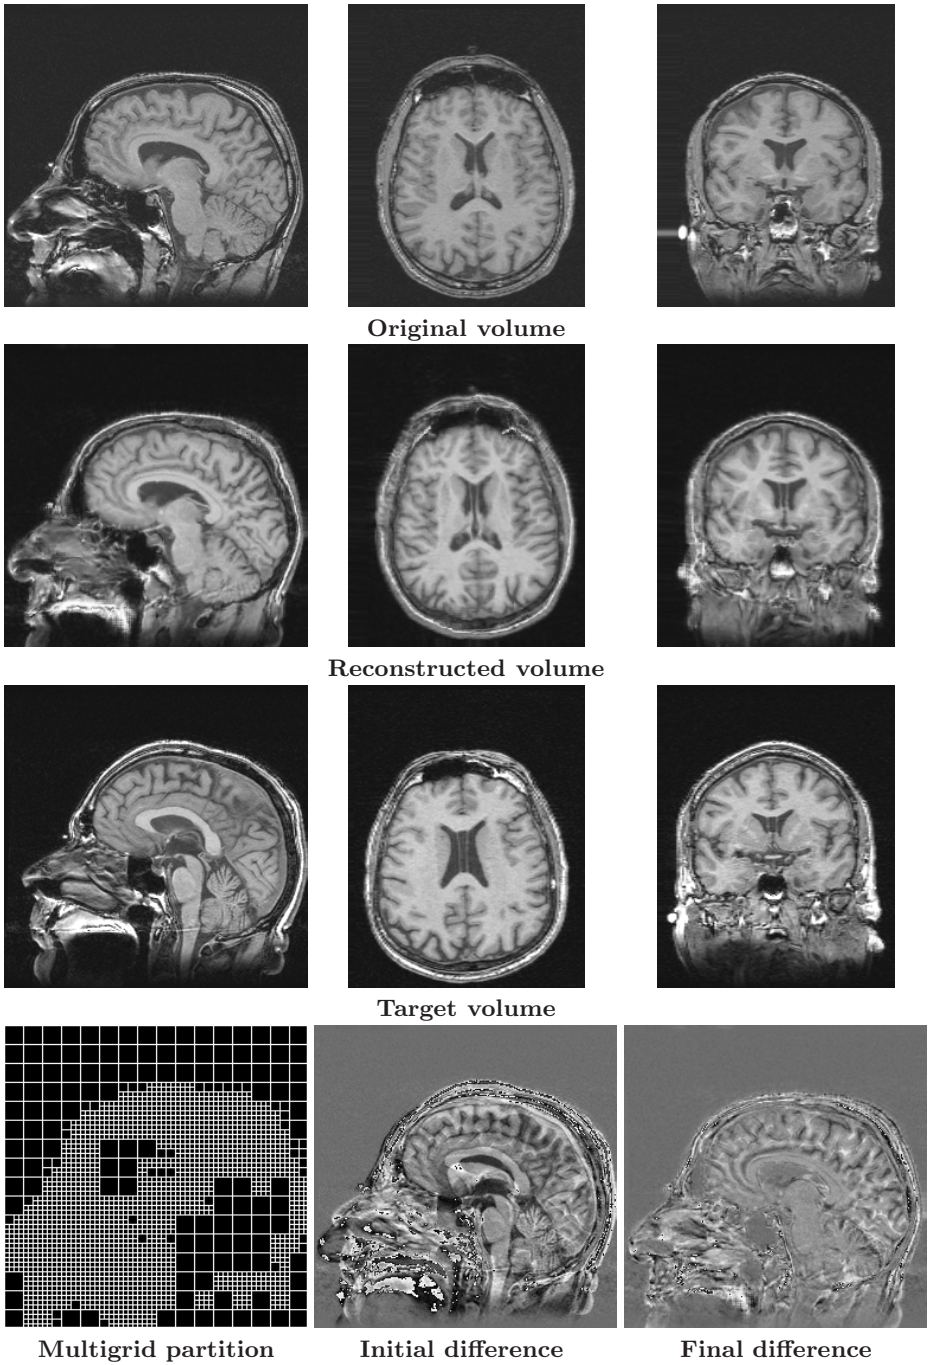 Original volume
Reconstructed volume
Target volume
Multigrid partition
Initial difference
Final difference